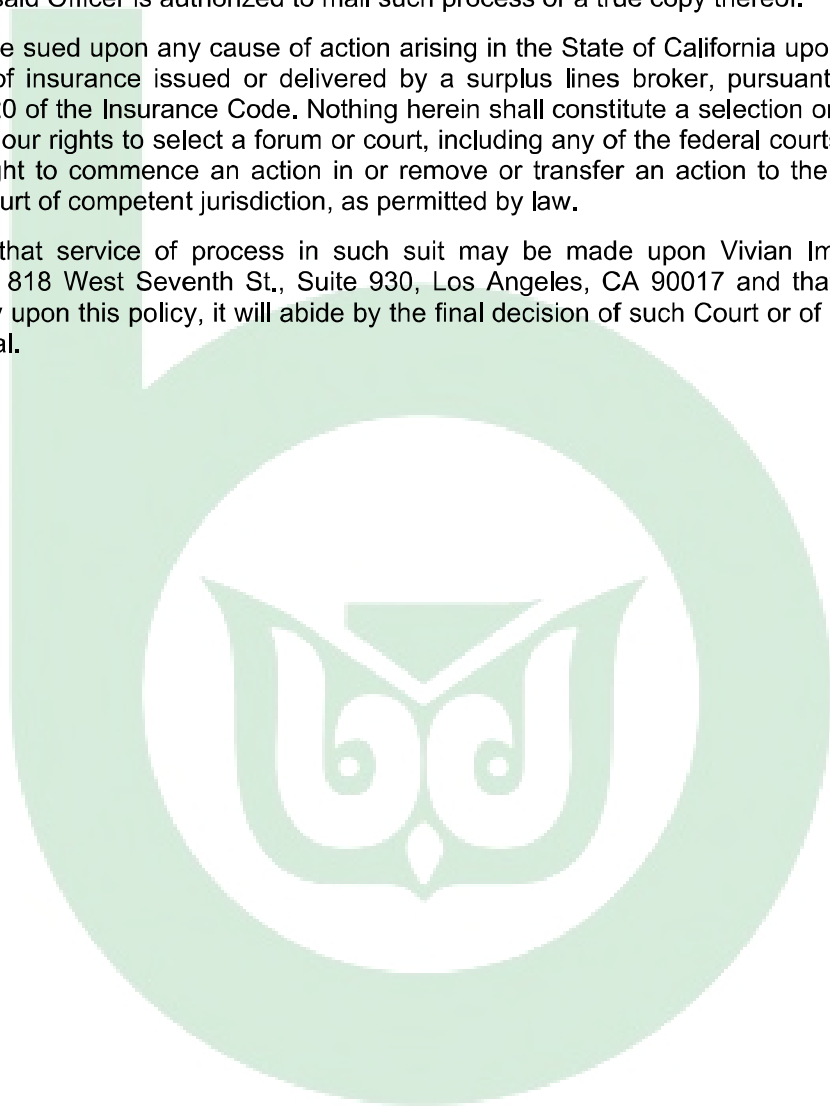 said Officer is authorized to mail such process or a true copy thereof.
e sued upon any cause of action arising in the State of California upo
of insurance issued or delivered by a surplus lines broker, pursuant
20 of the Insurance Code. Nothing herein shall constitute a selection or
our rights to select a forum or court, including any of the federal courts
ght to commence an action in or remove or transfer an action to the
urt of competent jurisdiction, as permitted by law.
that service of process in such suit may be made upon Vivian Im
818 West Seventh St., Suite 930, Los Angeles, CA 90017 and tha
y upon this policy, it will abide by the final decision of such Court or of
al.